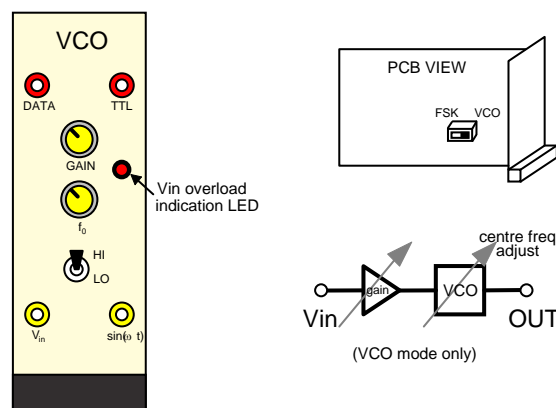 VCO
DATA
TTL
GAIN
Vin overload
indication LED
f0
HI
LO
Vin
sin(ω t)
PCB VIEW
FSK VCO
centre freq
adjust
gain
VCO
Vin
OUT
(VCO mode only)